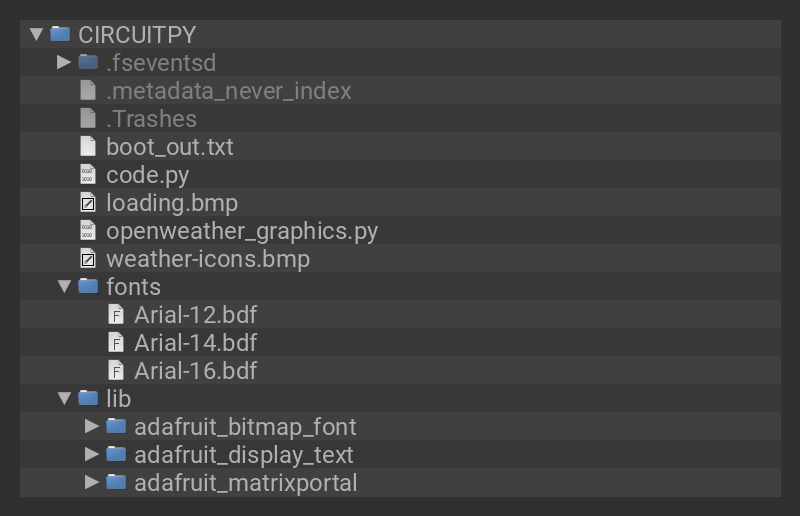 CIRCUITPY
.fseventsd
.metadata_never_index
.Trashes
boot_out.txt
code.py
loading.bmp
openweather_graphics.py
weather-icons.bmp
fonts
Arial-12.bdf
Arial-14.bdf
Arial-16.bdf
lib
adafruit_bitmap_font
adafruit_display_text
adafruit_matrixportal